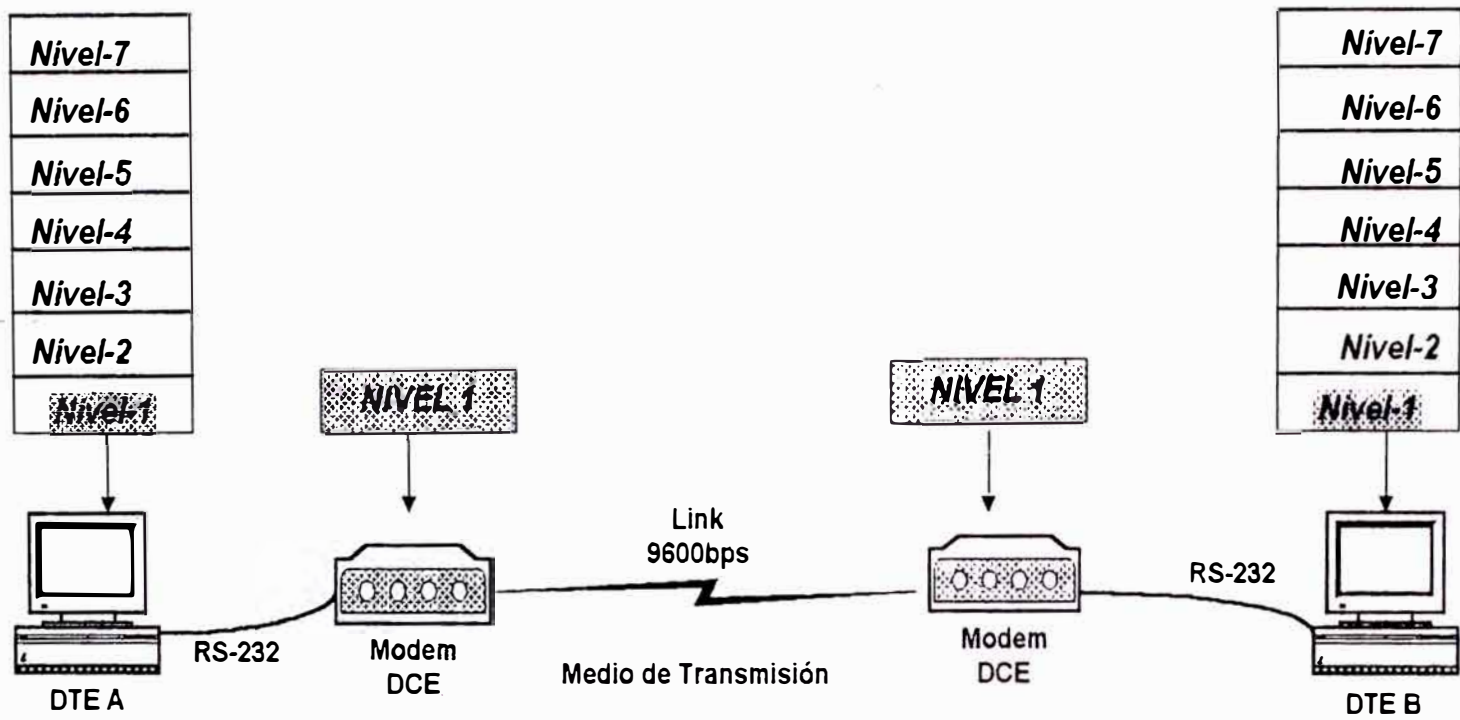 Nivel-7
Nivel-6
Nivel-5
Nivel-4
Nivel-3
Nivel-2
Nivel-1
NIVEL 1
NIVEL 1
Nivel-7
Nivel-6
Nivel-5
Nivel-4
Nivel-3
Nivel-2
Nivel-1
Link
9600bps
RS-232
RS-232
Modem
DCE
Medio de Transmisión
Modem
DCE
DTE A
DTE B